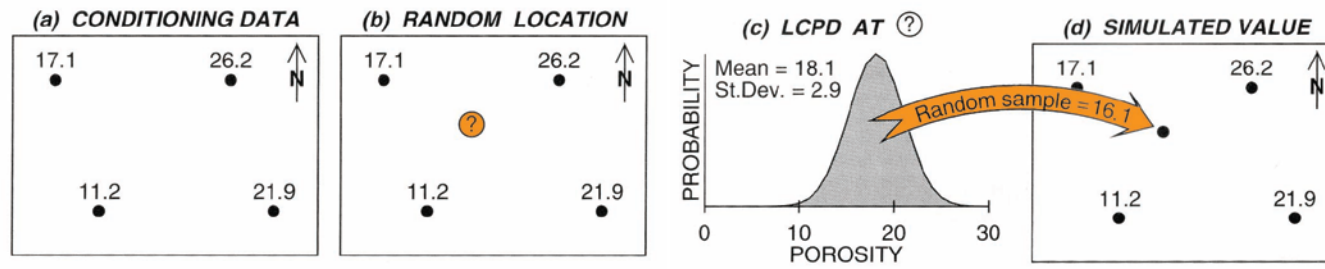 (a) CONDITIONING DATA
17.1
26.2
N
11.2
21.9
(b) RANDOM LOCATION
17.1
26.2
N
?
11.2
21.9
(c) LCPD AT ?
Mean = 18.1
St.Dev. = 2.9
PROBABILITY
0
10
20
30
POROSITY
Random sample = 16.1
(d) SIMULATED VALUE
17.1
26.2
N
11.2
21.9